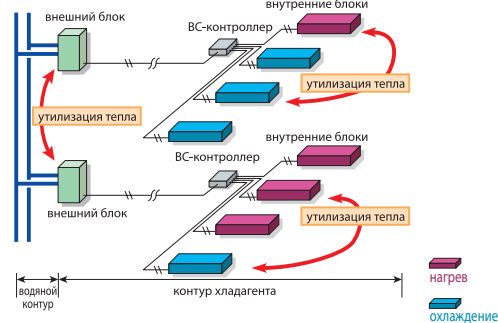 внешний блок
внутренние блоки
BC-контроллер
утилизация тепла
утилизация тепла
внутренние блоки
BC-контроллер
внешний блок
утилизация тепла
водяной
контур
контур хладагента
нагрев
охлаждение